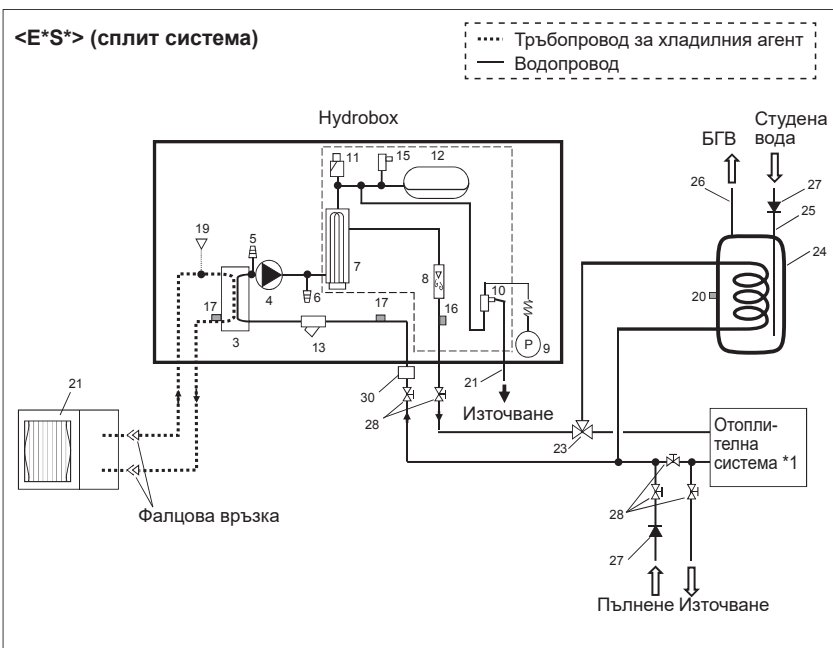 <E*S*> (сплит система)
Тръбопровод за хладилния агент
Водопровод
Hydrobox
БГВ
Студена
вода
11
15
12
26
27
25
19
5
24
7
8
4
6
10
20
17
17
16
3
13
P
9
21
30
21
Източване
28
23
Отопли-
телна
система *1
Фалцова връзка
28
27
Пълнене
Източване